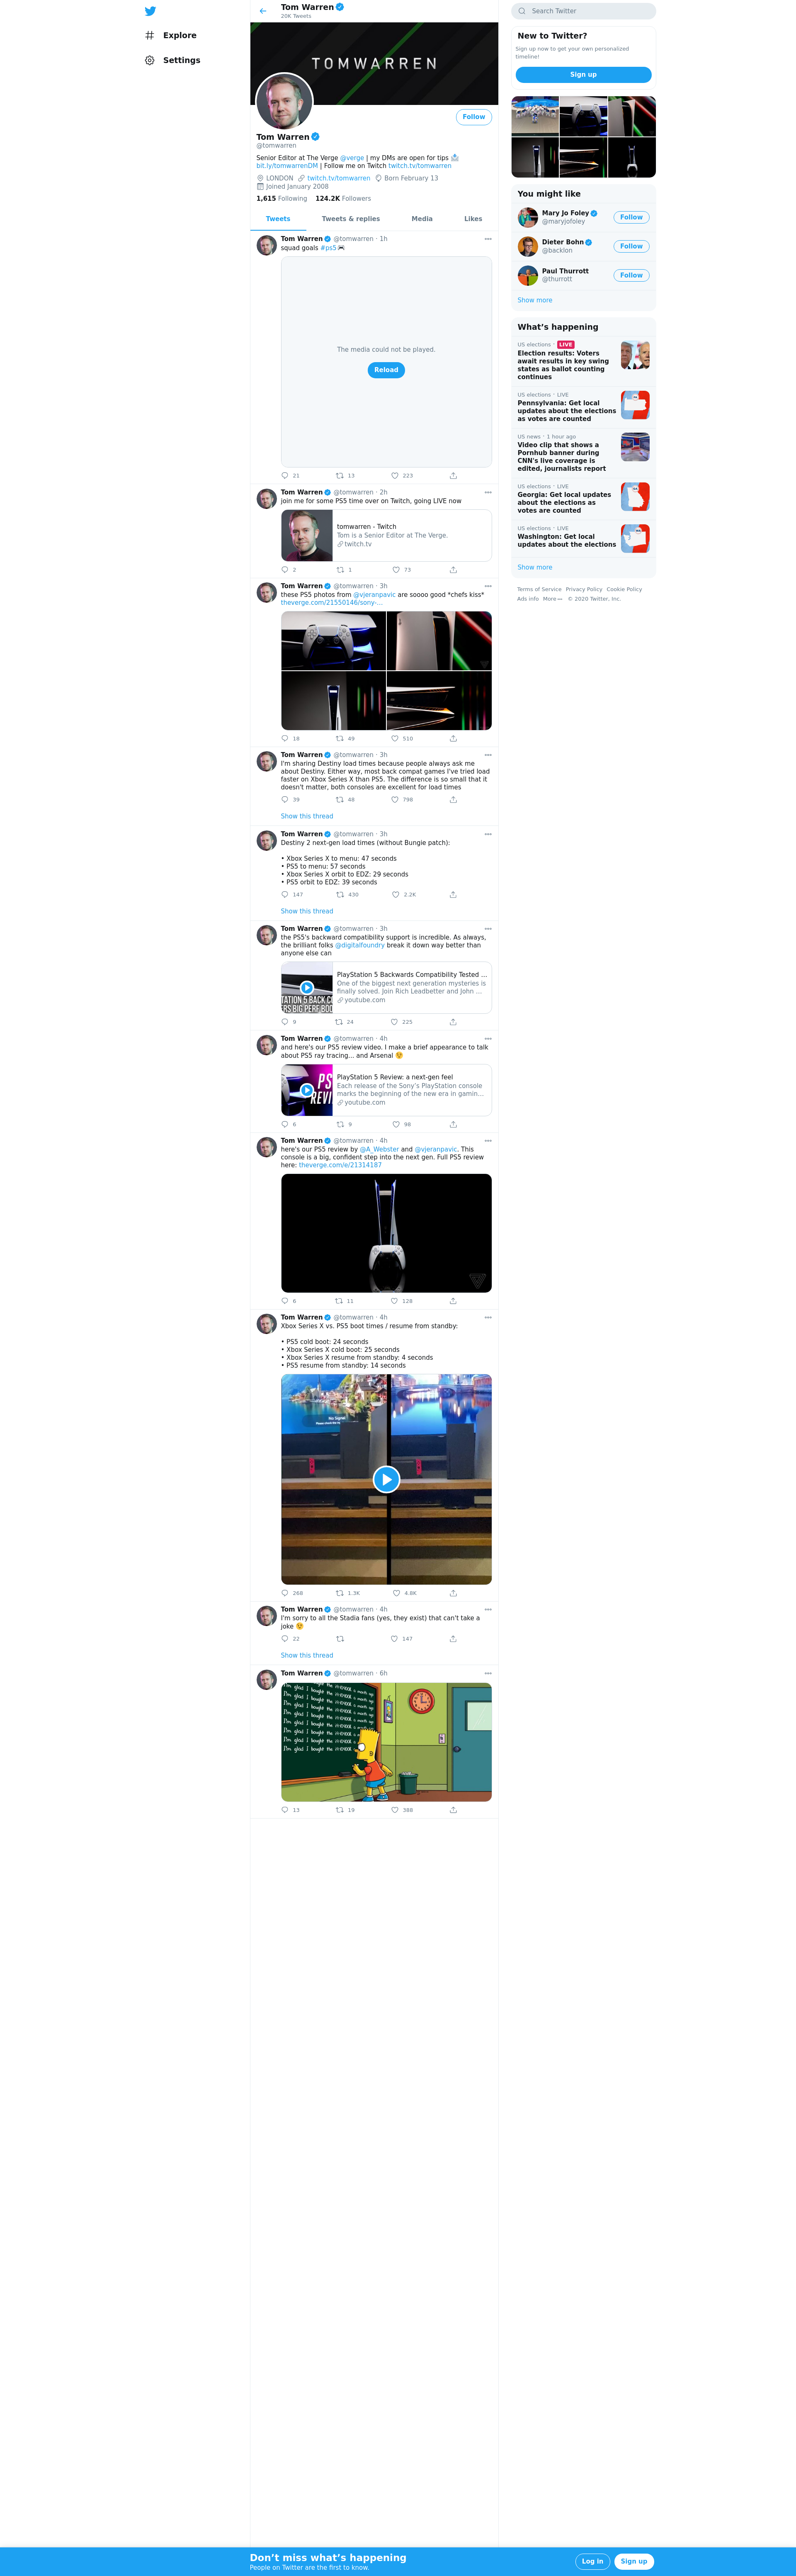 Explore
Settings
Tom Warren
20K Tweets
TOMWARREN
Follow
Tom Warren
@tomwarren
Senior Editor at The Verge @verge | my DMs are open for tips 📩
bit.ly/tomwarrenDM | Follow me on Twitch twitch.tv/tomwarren
LONDON twitch.tv/tomwarren Born February 13
Joined January 2008
1,615 Following 124.2K Followers
Tweets Tweets & replies Media Likes
Tom Warren @tomwarren · 1h
squad goals #ps5 🎮
The media could not be played.
Reload
21 13 223
Tom Warren @tomwarren · 2h
join me for some PS5 time over on Twitch, going LIVE now
tomwarren - Twitch
Tom is a Senior Editor at The Verge.
twitch.tv
2 1 73
Tom Warren @tomwarren · 3h
these PS5 photos from @vjeranpavic are soooo good *chefs kiss*
theverge.com/21550146/sony-…
18 49 510
Tom Warren @tomwarren · 3h
I'm sharing Destiny load times because people always ask me
about Destiny. Either way, most back compat games I've tried load
faster on Xbox Series X than PS5. The difference is so small that it
doesn't matter, both consoles are excellent for load times
39 48 798
Show this thread
Tom Warren @tomwarren · 3h
Destiny 2 next-gen load times (without Bungie patch):
• Xbox Series X to menu: 47 seconds
• PS5 to menu: 57 seconds
• Xbox Series X orbit to EDZ: 29 seconds
• PS5 orbit to EDZ: 39 seconds
147 430 2.2K
Show this thread
Tom Warren @tomwarren · 3h
the PS5's backward compatibility support is incredible. As always,
the brilliant folks @digitalfoundry break it down way better than
anyone else can
PlayStation 5 Backwards Compatibility Tested ...
One of the biggest next generation mysteries is
finally solved. Join Rich Leadbetter and John ...
youtube.com
9 24 225
Tom Warren @tomwarren · 4h
and here's our PS5 review video. I make a brief appearance to talk
about PS5 ray tracing... and Arsenal 😉
PlayStation 5 Review: a next-gen feel
Each release of the Sony's PlayStation console
marks the beginning of the new era in gamin...
youtube.com
6 9 98
Tom Warren @tomwarren · 4h
here's our PS5 review by @A_Webster and @vjeranpavic. This
console is a big, confident step into the next gen. Full PS5 review
here: theverge.com/e/21314187
6 11 128
Tom Warren @tomwarren · 4h
Xbox Series X vs. PS5 boot times / resume from standby:
• PS5 cold boot: 24 seconds
• Xbox Series X cold boot: 25 seconds
• Xbox Series X resume from standby: 4 seconds
• PS5 resume from standby: 14 seconds
No Signal
268 1.3K 4.8K
Tom Warren @tomwarren · 4h
I'm sorry to all the Stadia fans (yes, they exist) that can't take a
joke 😉
22 147
Show this thread
Tom Warren @tomwarren · 6h
13 19 388
Search Twitter
New to Twitter?
Sign up now to get your own personalized
timeline!
Sign up
You might like
Mary Jo Foley
@maryjofoley
Follow
Dieter Bohn
@backlon
Follow
Paul Thurrott
@thurrott
Follow
Show more
What's happening
US elections · LIVE
Election results: Voters
await results in key swing
states as ballot counting
continues
US elections · LIVE
Pennsylvania: Get local
updates about the elections
as votes are counted
US news · 1 hour ago
Video clip that shows a
Pornhub banner during
CNN's live coverage is
edited, journalists report
US elections · LIVE
Georgia: Get local updates
about the elections as
votes are counted
US elections · LIVE
Washington: Get local
updates about the elections
Show more
Terms of Service Privacy Policy Cookie Policy
Ads info More © 2020 Twitter, Inc.
Don't miss what's happening
People on Twitter are the first to know.
Log in
Sign up